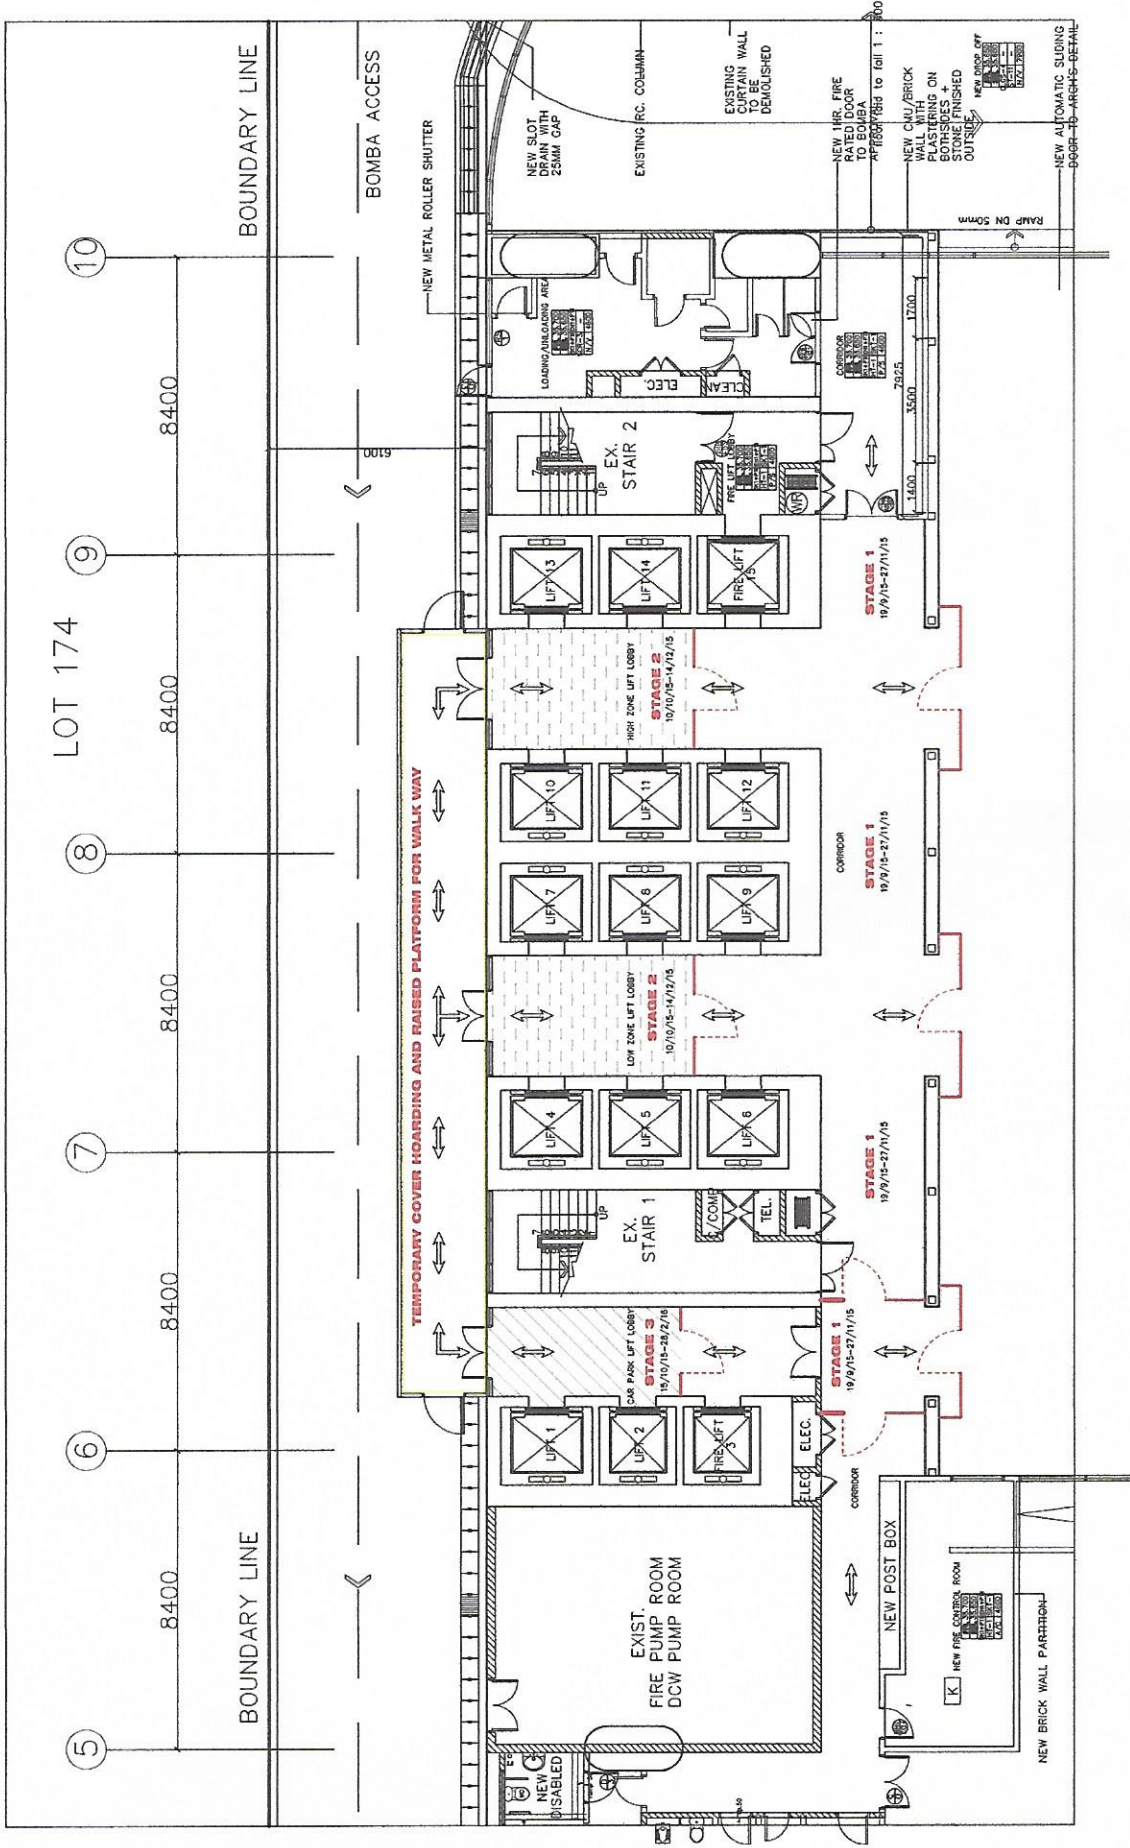 LOT 174
5
6
7
8
9
10
8400
8400
8400
8400
8400
BOUNDARY LINE
BOUNDARY LINE
BOMBA ACCESS
6100
NEW METAL ROLLER SHUTTER
TEMPORARY COVER HOARDING AND RAISED PLATFORM FOR WALK WAY
NEW SLOT
DRAIN WITH
25MM GAP
EXISTING RC. COLUMN
EXISTING
CURTAIN WALL
TO BE
DEMOLISHED
NEW 1HR. FIRE
RATED DOOR
TO BOMBA
NEW CMU/BRICK
WALL WITH
PLASTERING ON
BOTHSIDES +
STONE FINISHED
OUTSIDE
NEW DROP OFF
NEW AUTOMATIC SLIDING
DOOR TO ARCH'S DETAIL
RAMP DN 50mm
NEW
DISABLED
EXIST.
FIRE PUMP ROOM
DCW PUMP ROOM
LIFT 1
LIFT 2
FIRE LIFT
3
CAR PARK LIFT LOBBY
STAGE 3
15/10/15-28/2/16
EX.
STAIR 1
UP
C/COMP
TEL.
ELEC.
ELEC.
LIFT 4
LIFT 5
LIFT 6
LOW ZONE LIFT LOBBY
STAGE 2
10/10/15-14/12/15
LIFT 7
LIFT 8
LIFT 9
LIFT 10
LIFT 11
LIFT 12
HIGH ZONE LIFT LOBBY
STAGE 2
10/10/15-14/12/15
LIFT 13
LIFT 14
FIRE LIFT
15
EX.
STAIR 2
UP
FIRE LIFT LOBBY
WR
LOADING/UNLOADING AREA
ELEC.
CLEAN
CORRIDOR
1400
3500
1700
7925
STAGE 1
19/9/15-27/11/15
STAGE 1
19/9/15-27/11/15
STAGE 1
19/9/15-27/11/15
STAGE 1
19/9/15-27/11/15
CORRIDOR
CORRIDOR
NEW POST BOX
K
NEW FIRE CONTROL ROOM
NEW BRICK WALL PARTITION